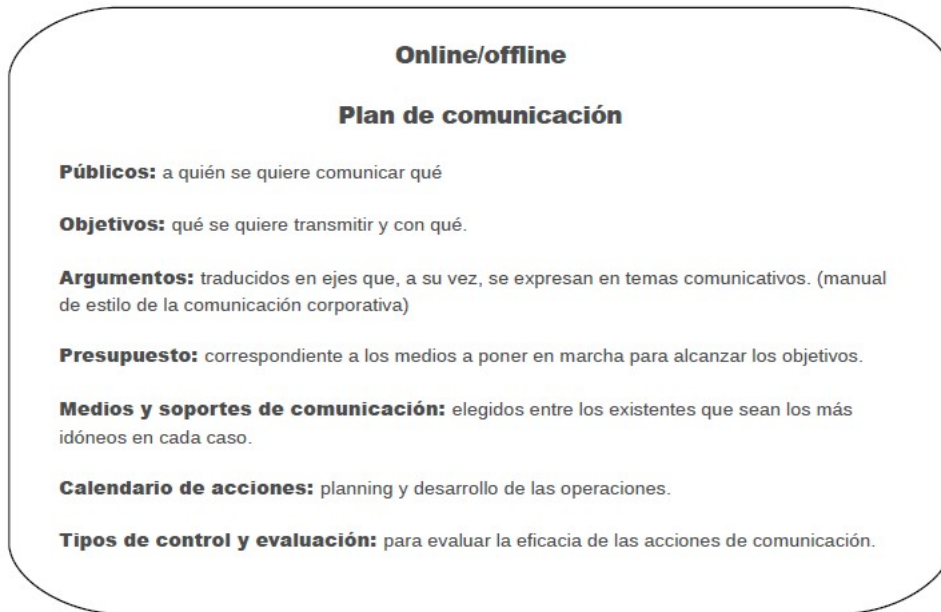 Online/offline
Plan de comunicación
Públicos: a quién se quiere comunicar qué
Objetivos: qué se quiere transmitir y con qué.
Argumentos: traducidos en ejes que, a su vez, se expresan en temas comunicativos. (manual
de estilo de la comunicación corporativa)
Presupuesto: correspondiente a los medios a poner en marcha para alcanzar los objetivos.
Medios y soportes de comunicación: elegidos entre los existentes que sean los más
idóneos en cada caso.
Calendario de acciones: planning y desarrollo de las operaciones.
Tipos de control y evaluación: para evaluar la eficacia de las acciones de comunicación.